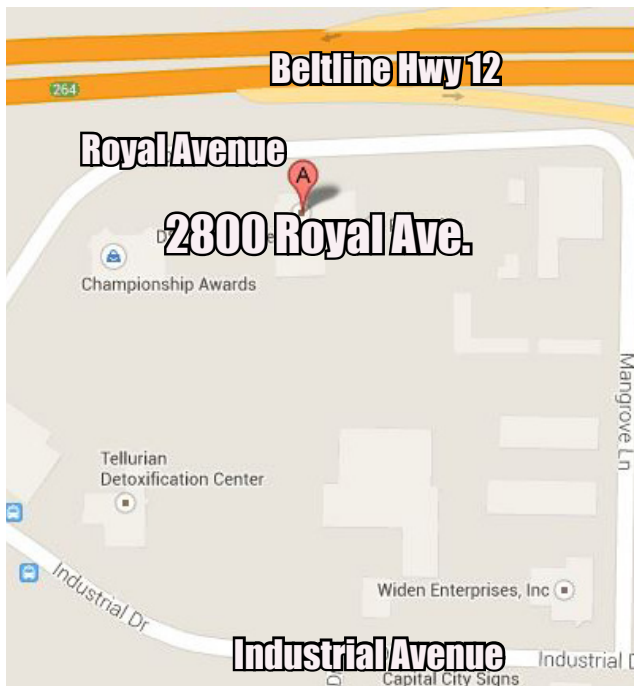 Beltline Hwy 12
264
Royal Avenue
A
2800 Royal Ave.
Championship Awards
Mangrove Ln
Tellurian
Detoxification Center
Widen Enterprises, Inc
Industrial Dr
Industrial Avenue
Industrial D
Capital City Signs